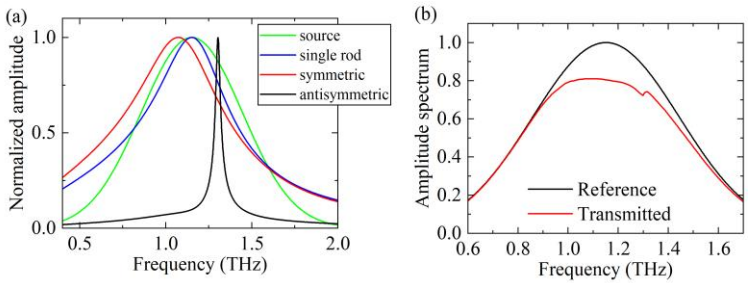 (a)
Normalized amplitude
1.0
0.5
0.0
source
single rod
symmetric
antisymmetric
0.5 1.0 1.5 2.0
Frequency (THz)
(b)
Amplitude spectrum
1.0
0.8
0.6
0.4
0.2
0.0
Reference
Transmitted
0.6 0.8 1.0 1.2 1.4 1.6
Frequency (THz)